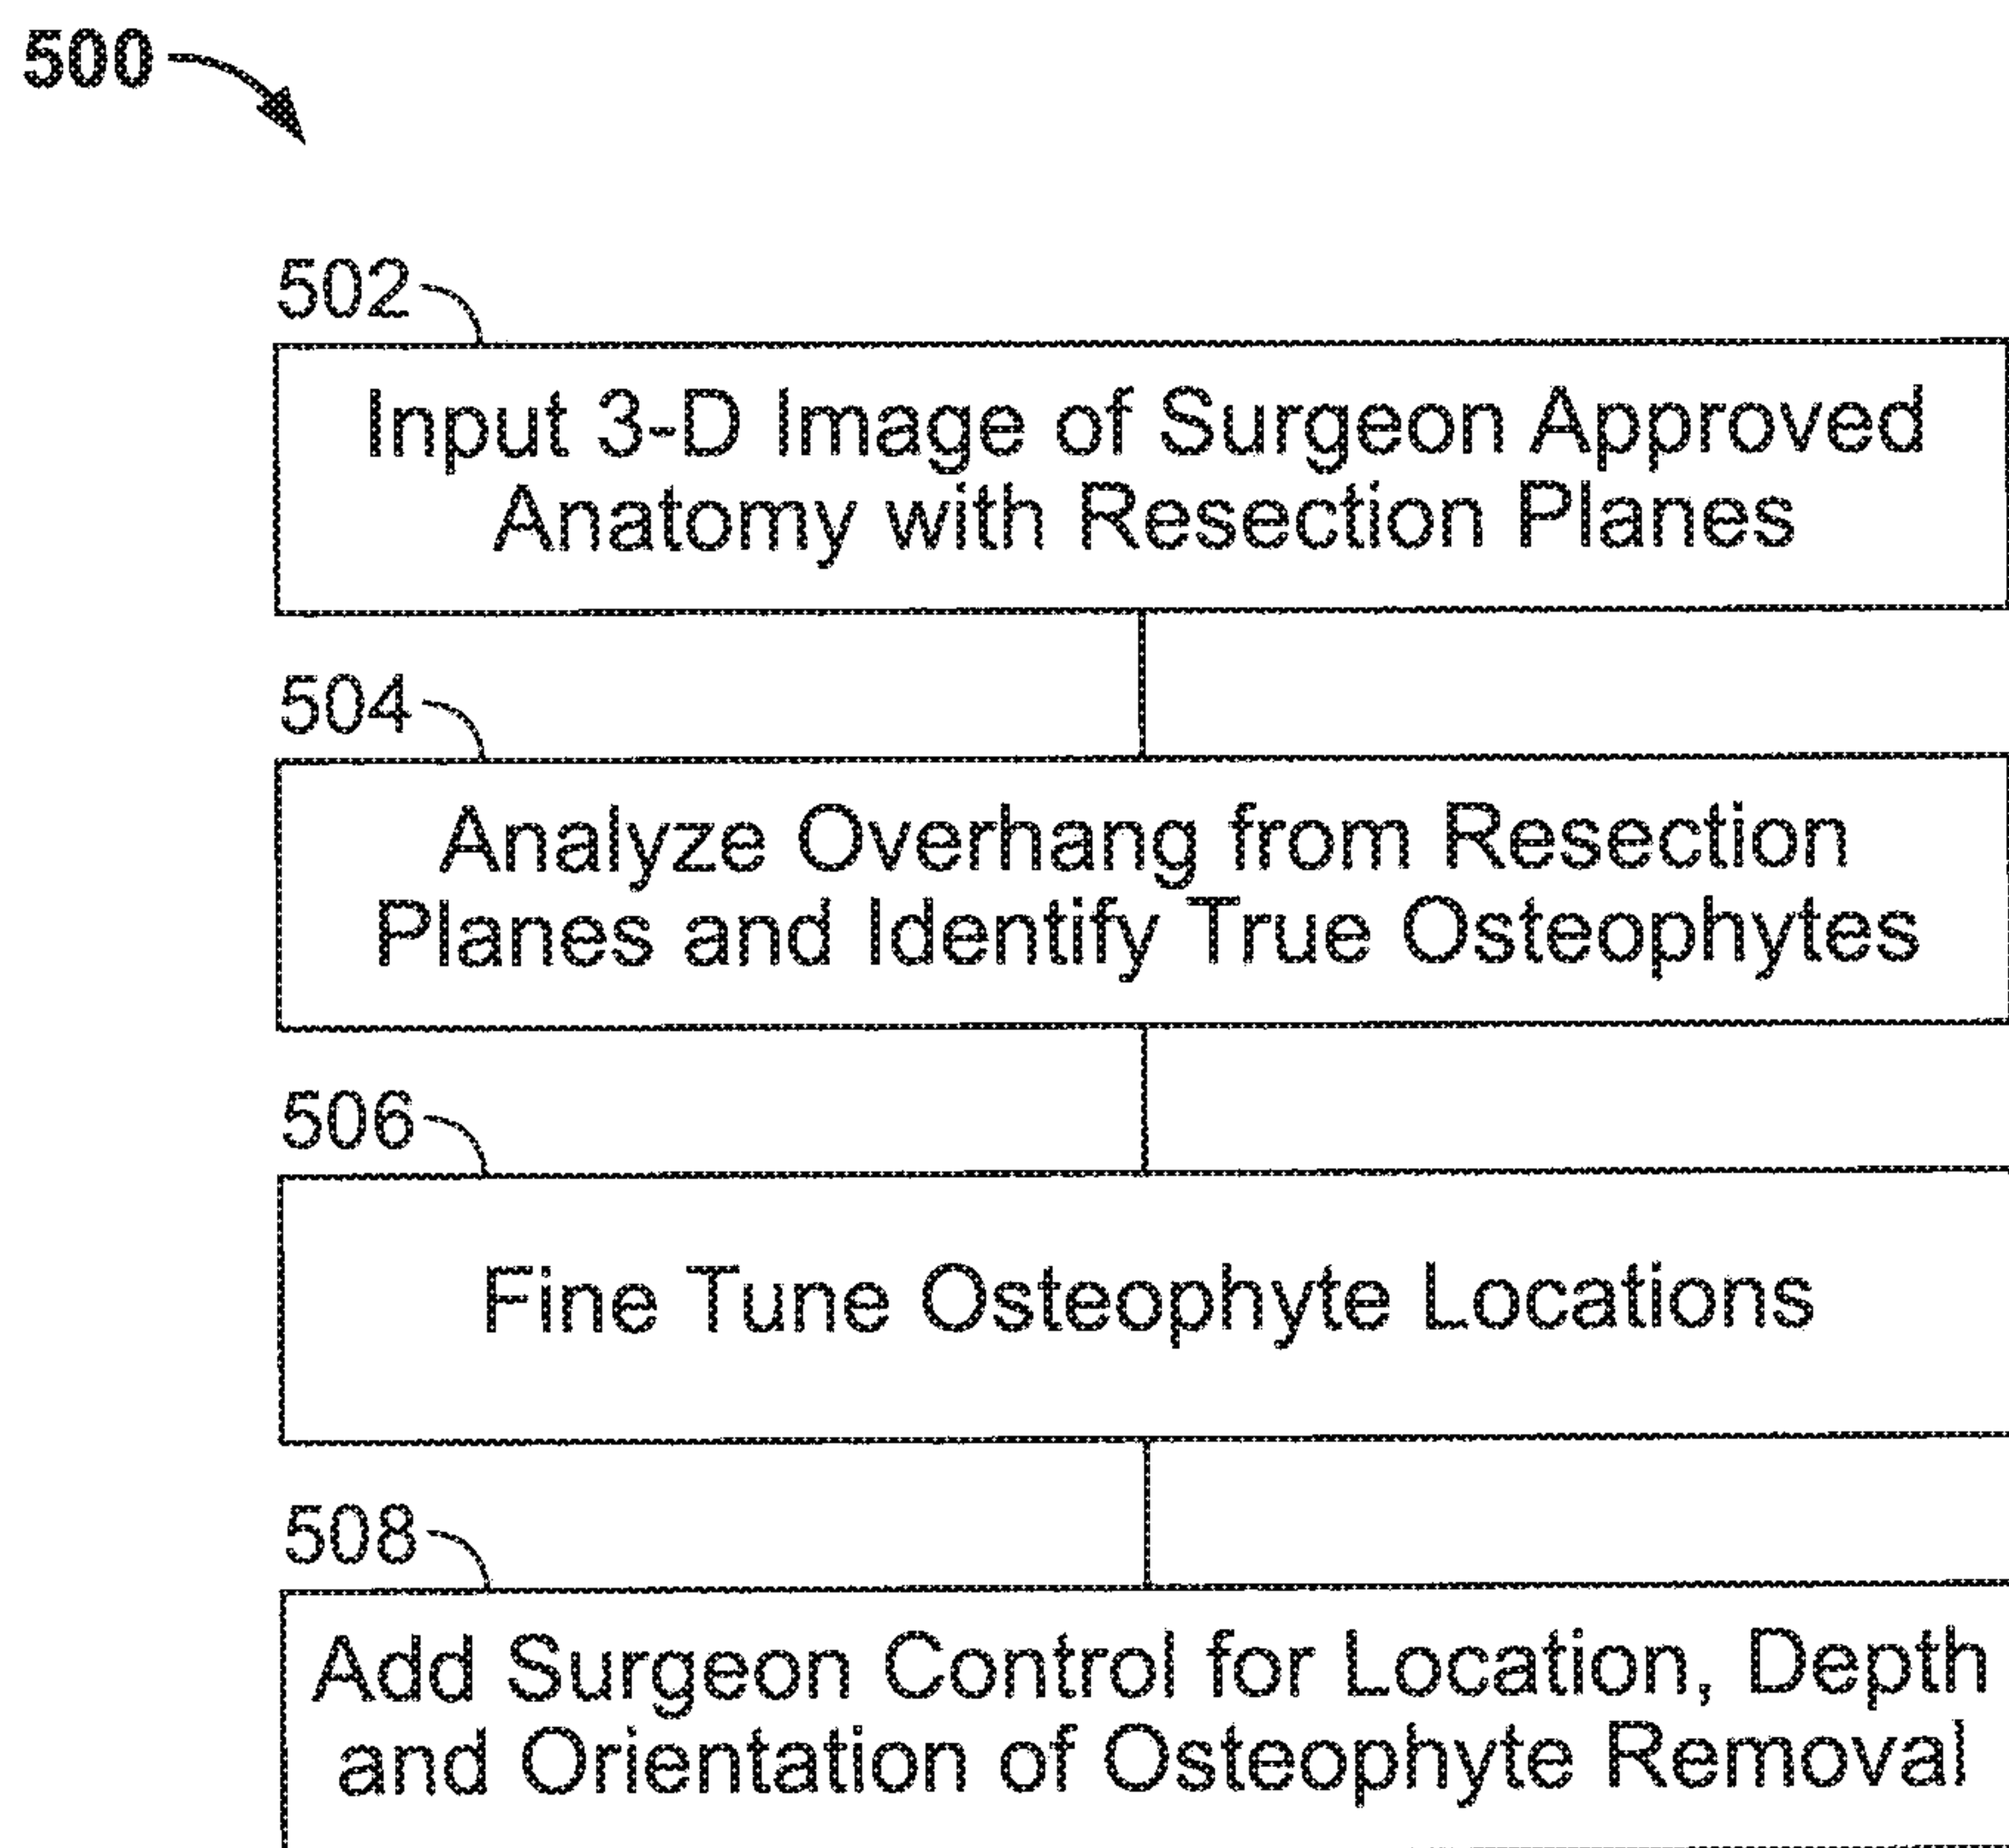 500
502
Input 3-D Image of Surgeon Approved
Anatomy with Resection Planes
504
Analyze Overhang from Resection
Planes and Identify True Osteophytes
506
Fine Tune Osteophyte Locations
508
Add Surgeon Control for Location, Depth
and Orientation of Osteophyte Removal